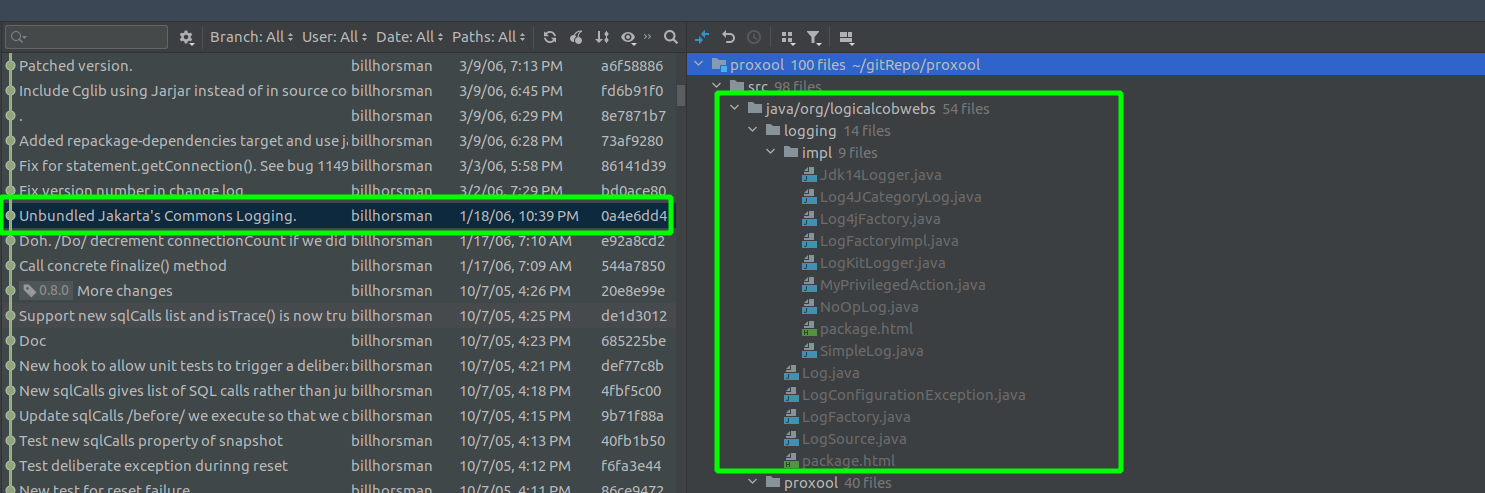 Branch: All User: All Date: All Paths: All
Patched version. billhorsman 3/9/06, 7:13 PM a6f58886
Include Cglib using Jarjar instead of in source co billhorsman 3/9/06, 6:45 PM fd6b91f0
. billhorsman 3/9/06, 6:29 PM 8e7871b7
Added repackage-dependencies target and use ja billhorsman 3/9/06, 6:28 PM 73af9280
Fix for statement.getConnection(). See bug 1149 billhorsman 3/3/06, 5:58 PM 86141d39
Fix version number in change log billhorsman 3/2/06, 7:29 PM bd0ace80
Unbundled Jakarta's Commons Logging. billhorsman 1/18/06, 10:39 PM 0a4e6dd4
Doh. /Do/ decrement connectionCount if we did billhorsman 1/17/06, 7:10 AM e92a8cd2
Call concrete finalize() method billhorsman 1/17/06, 7:09 AM 544a7850
0.8.0 More changes billhorsman 10/7/05, 4:26 PM 20e8e99e
Support new sqlCalls list and isTrace() is now tru billhorsman 10/7/05, 4:25 PM de1d3012
Doc billhorsman 10/7/05, 4:23 PM 685225be
New hook to allow unit tests to trigger a delibera billhorsman 10/7/05, 4:21 PM def77c8b
New sqlCalls gives list of SQL calls rather than ju billhorsman 10/7/05, 4:18 PM 4fbf5c00
Update sqlCalls /before/ we execute so that we c billhorsman 10/7/05, 4:15 PM 9b71f88a
Test new sqlCalls property of snapshot billhorsman 10/7/05, 4:13 PM 40fb1b50
Test deliberate exception durinng reset billhorsman 10/7/05, 4:12 PM f6fa3e44
New test for reset failure billhorsman 10/7/05, 4:11 PM 86ce9472
proxool 100 files ~/gitRepo/proxool
src 98 files
java/org/logicalcobwebs 54 files
logging 14 files
impl 9 files
Jdk14Logger.java
Log4JCategoryLog.java
Log4jFactory.java
LogFactoryImpl.java
LogKitLogger.java
MyPrivilegedAction.java
NoOpLog.java
package.html
SimpleLog.java
Log.java
LogConfigurationException.java
LogFactory.java
LogSource.java
package.html
proxool 40 files